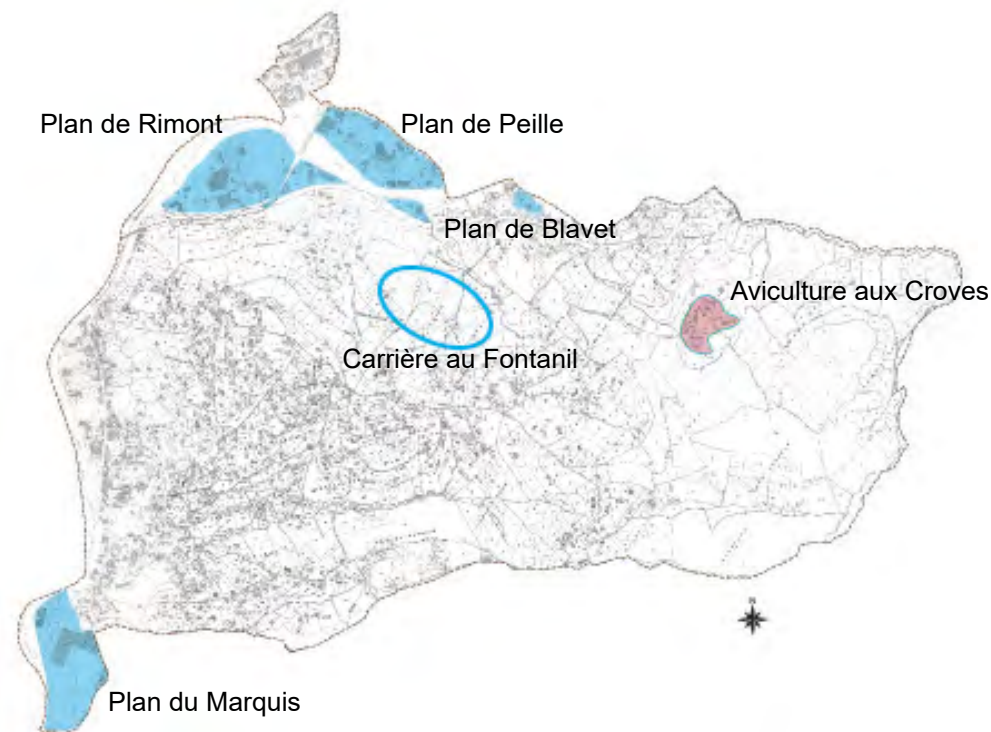 Plan de Rimont
Plan de Peille
Plan de Blavet
Aviculture aux Croves
Carrière au Fontanil
N
Plan du Marquis